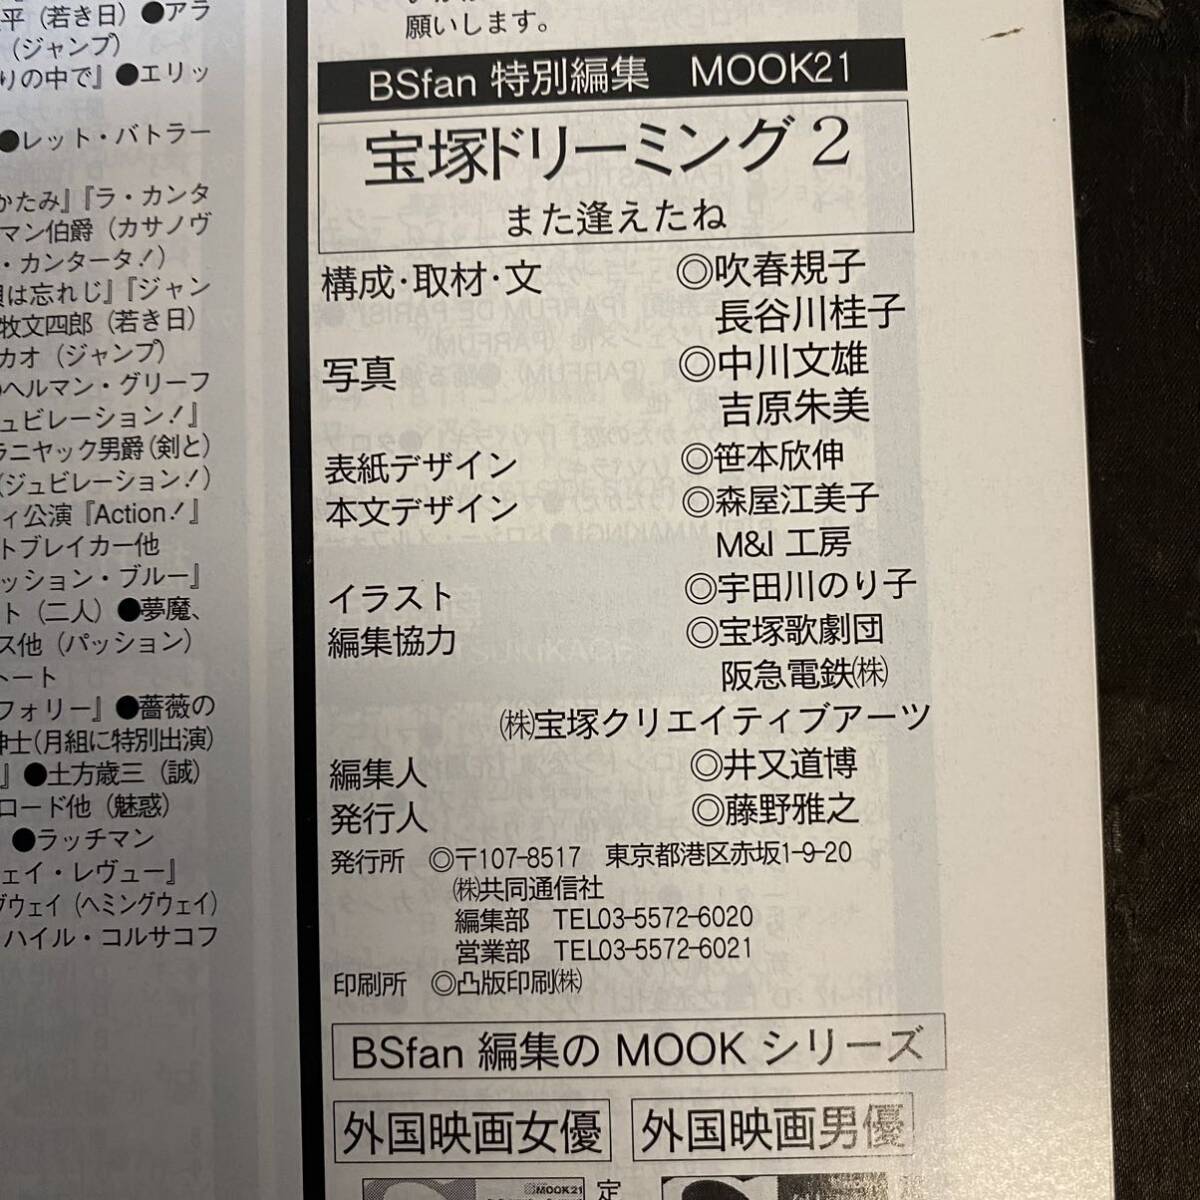 平（若き日）●アラ
（ジャンプ）
りの中で』●エリッ
●レット・バトラー
かたみ』『ラ・カンタ
マン伯爵（カサノヴ
・カンタータ！）
は忘れじ』『ジャン
牧文四郎（若き日）
カオ（ジャンプ）
ヘルマン・グリーフ
ュビレーション！』
ラニヤック男爵（剣と）
（ジュビレーション！）
ィ公演『Action！』
トブレイカー他
ッション・ブルー』
ト（二人）●夢魔、
ス他（パッション）
トート
フォリー』●薔薇の
紳士（月組に特別出演）
』●土方歳三（誠）
ロード他（魅惑）
●ラッチマン
ェイ・レヴュー』
グウェイ（ヘミングウェイ）
ハイル・コルサコフ
願いします。
BSfan 特別編集　MOOK21
宝塚ドリーミング2
また逢えたね
構成・取材・文　◎吹春規子
長谷川桂子
写真　◎中川文雄
吉原朱美
表紙デザイン　◎笹本欣伸
本文デザイン　◎森屋江美子
M&I 工房
イラスト　◎宇田川のり子
編集協力　◎宝塚歌劇団
阪急電鉄㈱
㈱宝塚クリエイティブアーツ
編集人　◎井又道博
発行人　◎藤野雅之
発行所　◎〒107-8517　東京都港区赤坂1-9-20
㈱共同通信社
編集部　TEL03-5572-6020
営業部　TEL03-5572-6021
印刷所　◎凸版印刷㈱
BSfan 編集の MOOK シリーズ
外国映画女優　外国映画男優
MOOK21
定